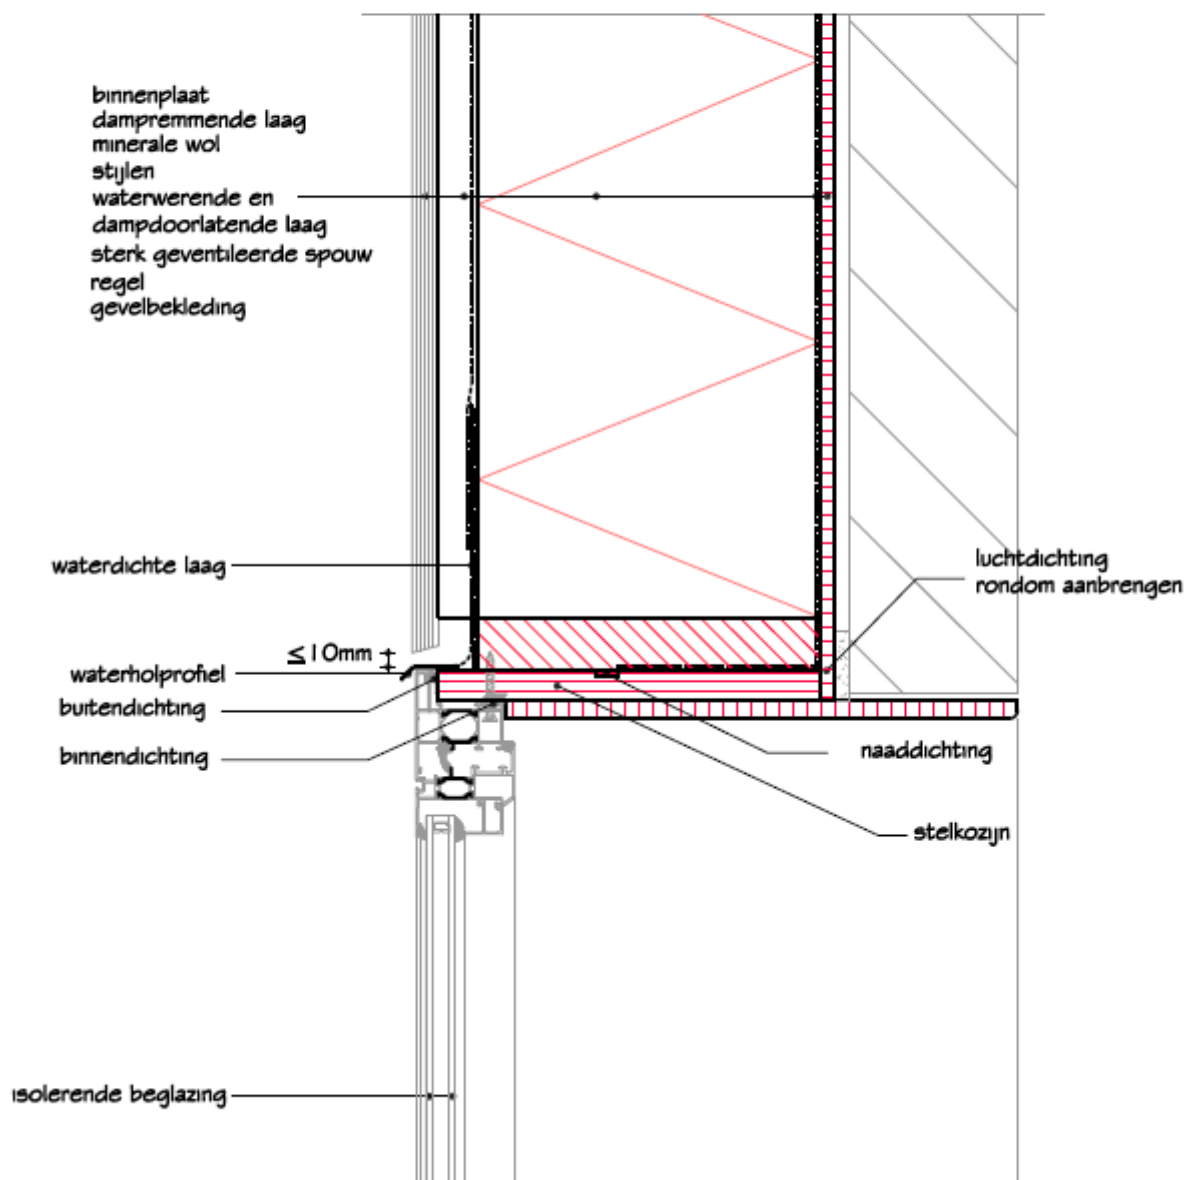 binnenplaat
dampremmende laag
minerale wol
stijlen
waterwerende en
dampdoorlatende laag
sterk geventileerde spouw
regel
gevelbekleding
waterdichte laag
luchtdichting
rondom aanbrengen
≤ 10mm
waterholprofiel
buitendichting
binnendichting
naaddichting
stelkozijn
isolerende beglazing